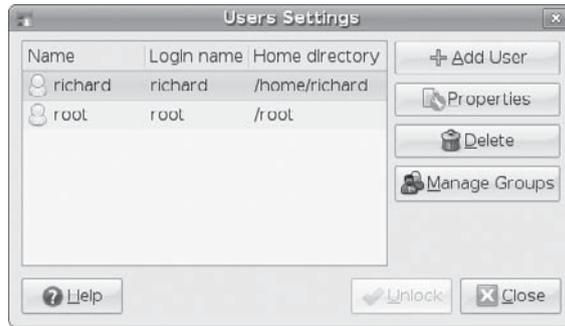 Users Settings
Name Login name Home directory
richard richard /home/richard
root root /root
Add User
Properties
Delete
Manage Groups
Help Unlock Close